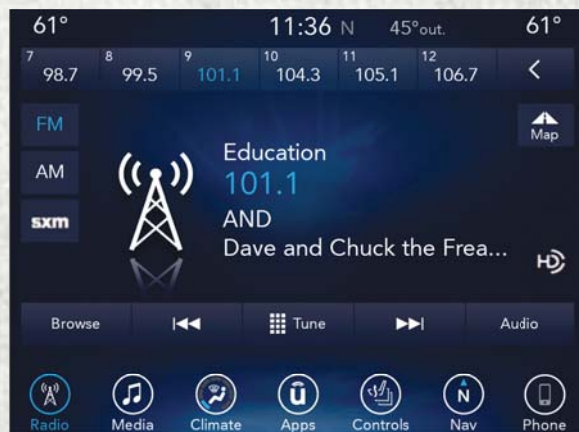 61° 11:36 N 45°out. 61°
7 98.7 8 99.5 9 101.1 10 104.3 11 105.1 12 106.7
FM
Map
Education
101.1
AM
AND
sxm
Dave and Chuck the Frea...
HD
Browse Tune Audio
Radio Media Climate Apps Controls Nav Phone
û N